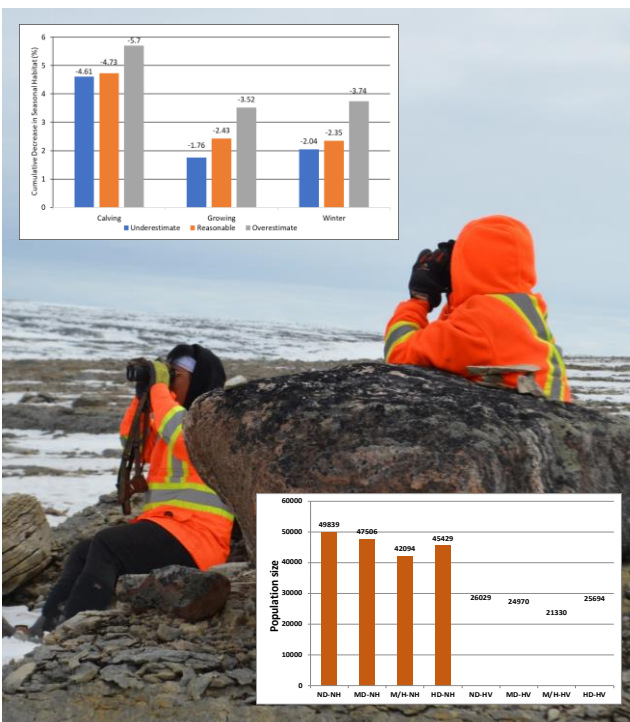 6
5
4
3
2
1
0
Cumulative Decrease in Seasonal Habitat (%)
-4.61
-4.73
-5.7
-1.76
-2.43
-3.52
-2.04
-2.35
-3.74
Calving
Growing
Winter
Underestimate
Reasonable
Overestimate
60000
50000
40000
30000
20000
10000
0
Population size
49839
47506
42094
45429
26029
24970
21330
25694
ND-NH
MD-NH
M/H-NH
HD-NH
ND-HV
MD-HV
M/H-HV
HD-HV